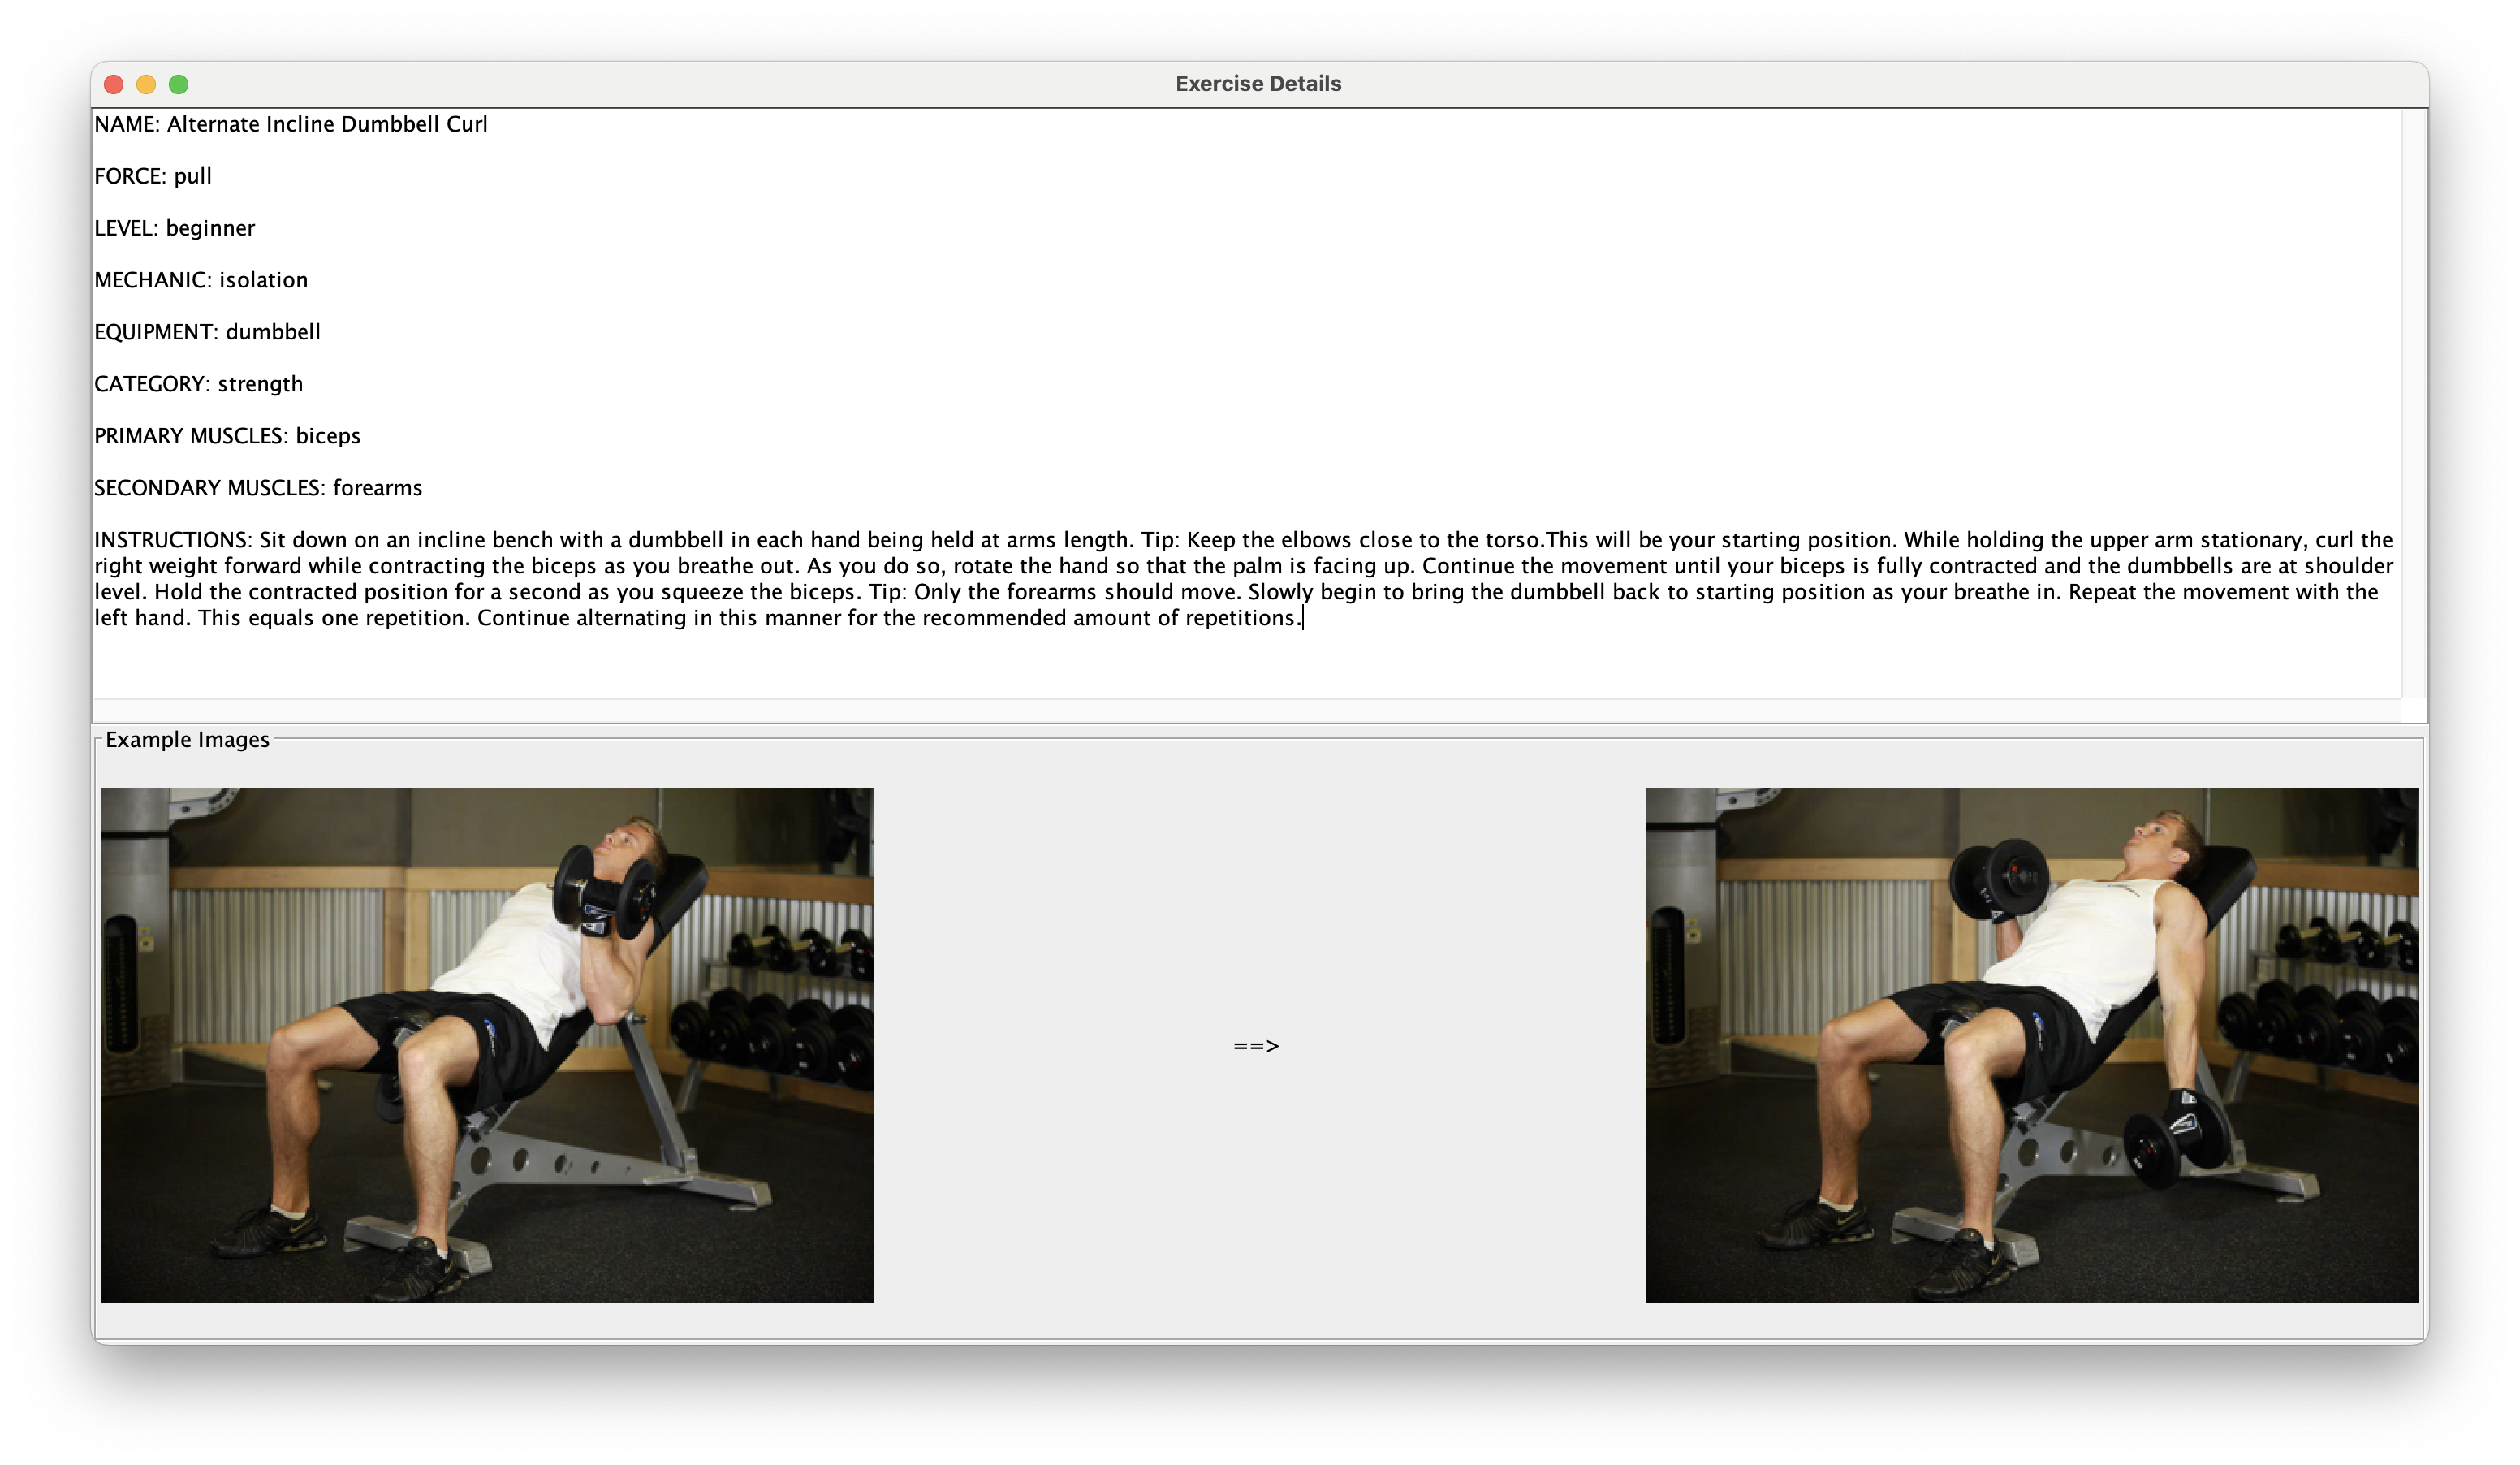 Exercise Details
NAME: Alternate Incline Dumbbell Curl
FORCE: pull
LEVEL: beginner
MECHANIC: isolation
EQUIPMENT: dumbbell
CATEGORY: strength
PRIMARY MUSCLES: biceps
SECONDARY MUSCLES: forearms
INSTRUCTIONS: Sit down on an incline bench with a dumbbell in each hand being held at arms length. Tip: Keep the elbows close to the torso.This will be your starting position. While holding the upper arm stationary, curl the
right weight forward while contracting the biceps as you breathe out. As you do so, rotate the hand so that the palm is facing up. Continue the movement until your biceps is fully contracted and the dumbbells are at shoulder
level. Hold the contracted position for a second as you squeeze the biceps. Tip: Only the forearms should move. Slowly begin to bring the dumbbell back to starting position as your breathe in. Repeat the movement with the
left hand. This equals one repetition. Continue alternating in this manner for the recommended amount of repetitions.
Example Images
==>